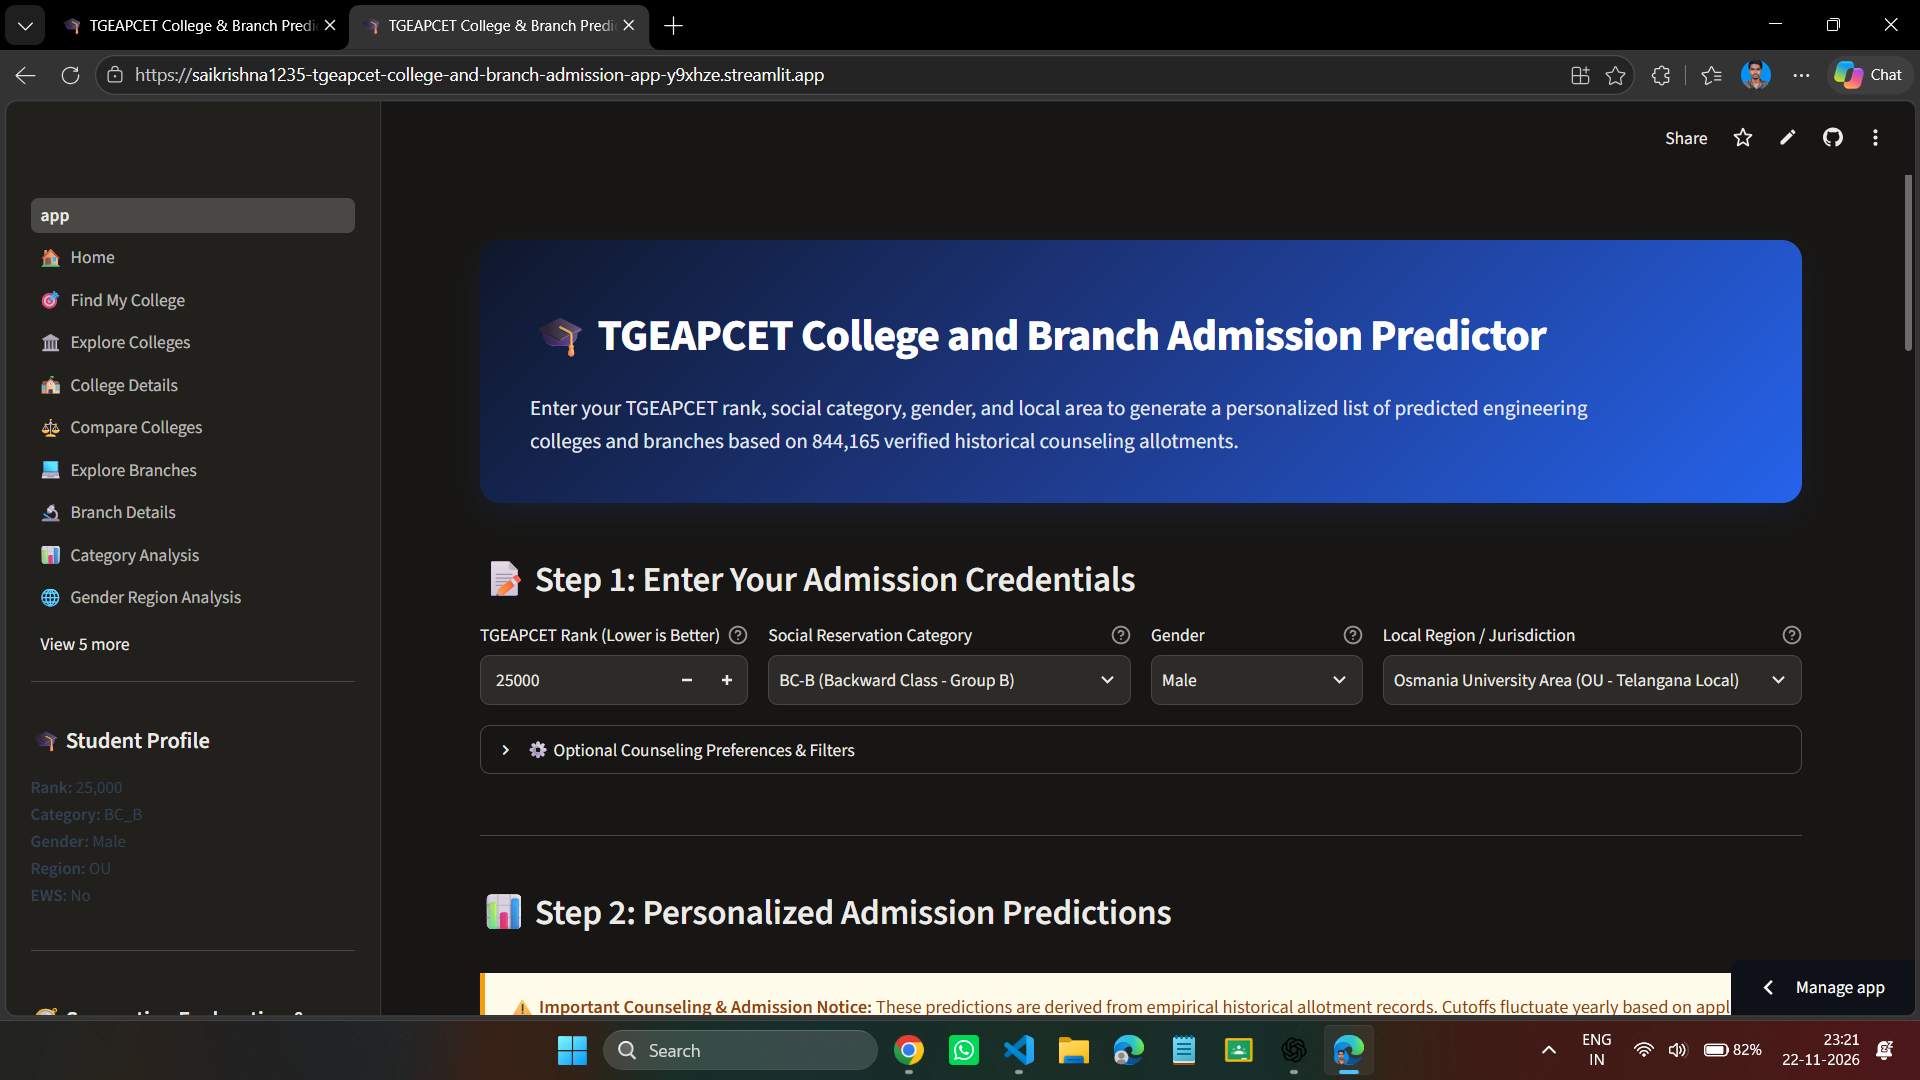 TGEAPCET College & Branch Predi
TGEAPCET College & Branch Predi
https://saikrishna1235-tgeapcet-college-and-branch-admission-app-y9xhze.streamlit.app
Chat
Share
app
Home
Find My College
Explore Colleges
College Details
Compare Colleges
Explore Branches
Branch Details
Category Analysis
Gender Region Analysis
View 5 more
Student Profile
Rank: 25,000
Category: BC_B
Gender: Male
Region: OU
EWS: No
TGEAPCET College and Branch Admission Predictor
Enter your TGEAPCET rank, social category, gender, and local area to generate a personalized list of predicted engineering
colleges and branches based on 844,165 verified historical counseling allotments.
Step 1: Enter Your Admission Credentials
TGEAPCET Rank (Lower is Better)
Social Reservation Category
Gender
Local Region / Jurisdiction
25000
BC-B (Backward Class - Group B)
Male
Osmania University Area (OU - Telangana Local)
Optional Counseling Preferences & Filters
Step 2: Personalized Admission Predictions
Important Counseling & Admission Notice: These predictions are derived from empirical historical allotment records. Cutoffs fluctuate yearly based on appl
Manage app
Search
ENG
IN
82%
23:21
22-11-2026